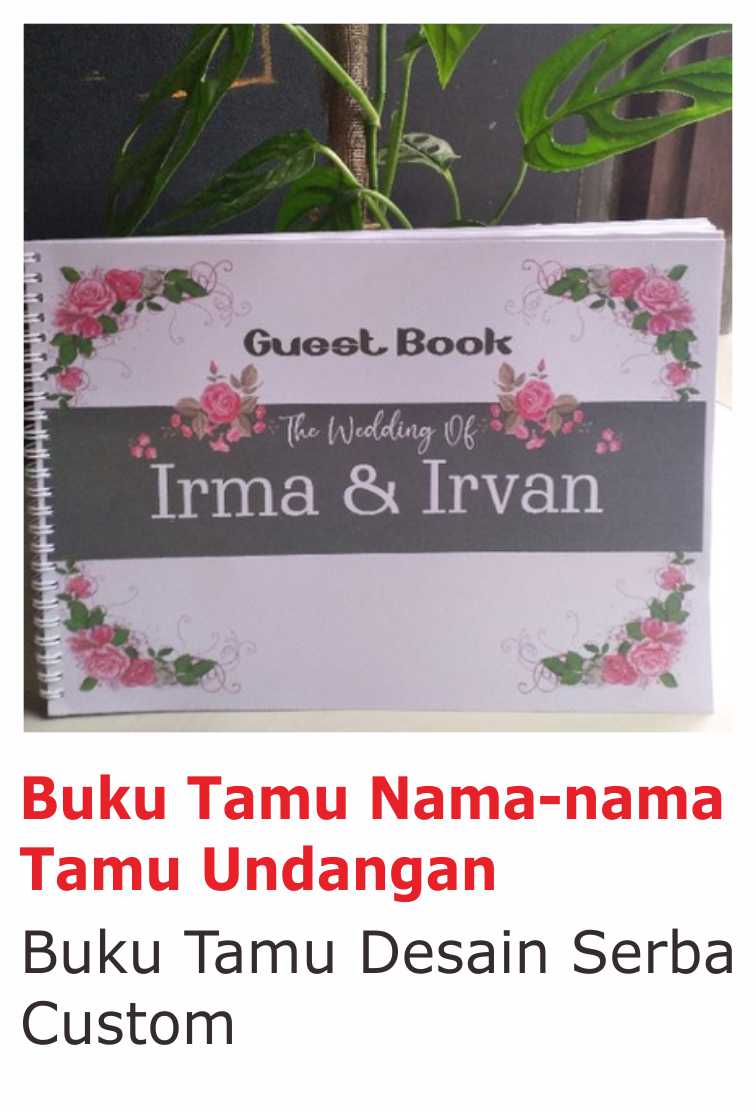 Guest Book
The Wedding Of
Irma & Irvan
Buku Tamu Nama-nama
Tamu Undangan
Buku Tamu Desain Serba
Custom